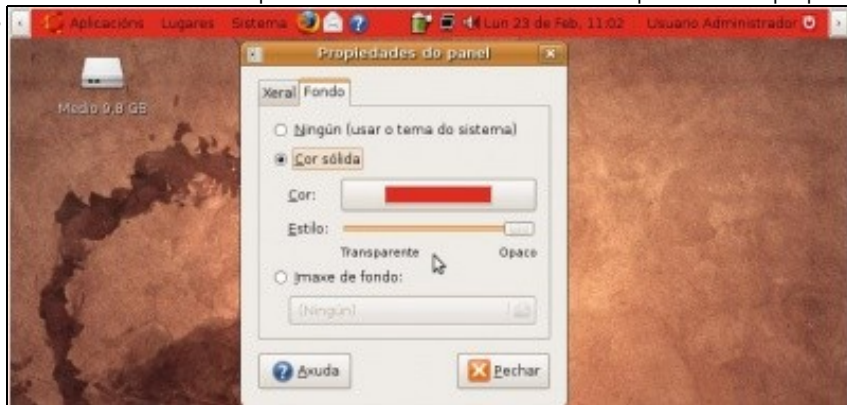 Aplicacións Lugares Sistema Lun 23 de Feb, 11:02 Usuario Administrador
Propiedades do panel
Medio 9,8 GB
Xeral Fondo
Ningún (usar o tema do sistema)
Cor sólida
Cor:
Estilo:
Transparente Opaco
Imaxe de fondo:
(Ningún)
Axuda Pechar